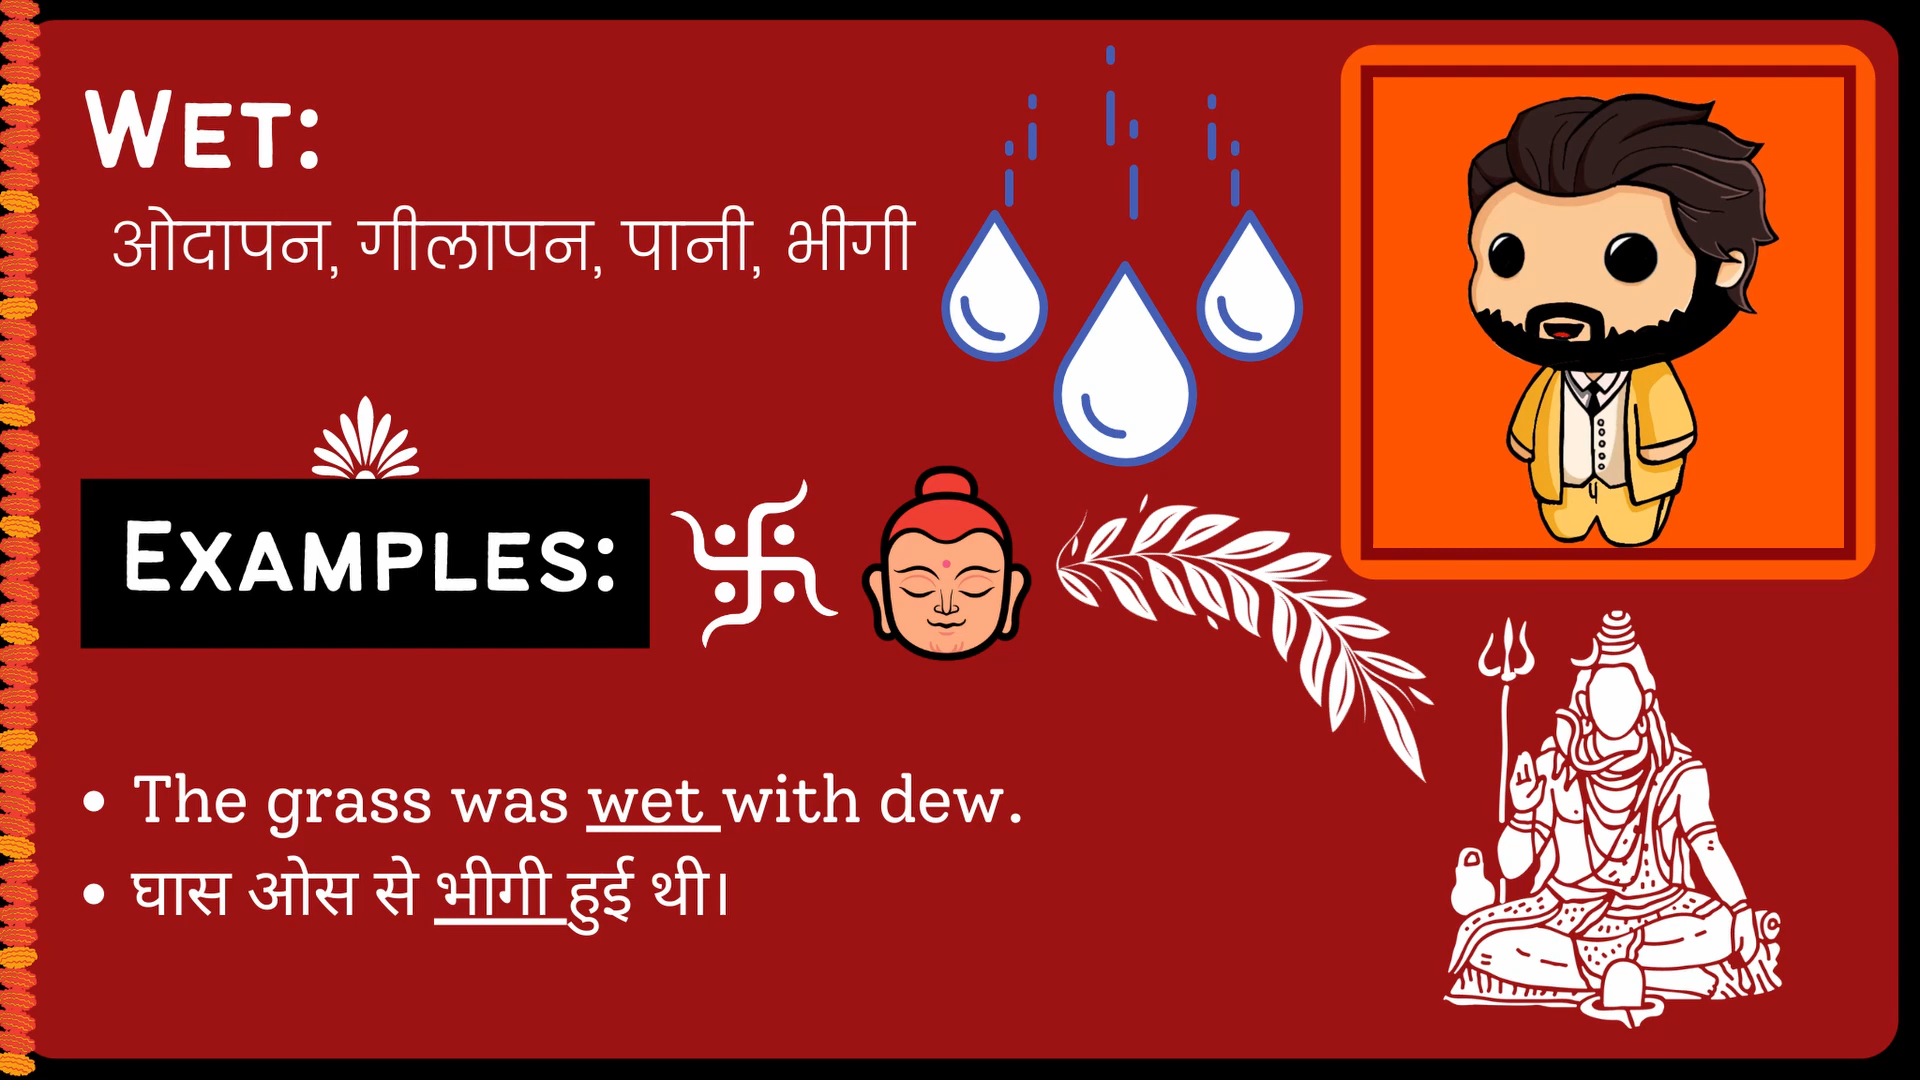 WET:
ओदापन, गीलापन, पानी, भीगी
EXAMPLES:
• The grass was wet with dew.
• घास ओस से भीगी हुई थी।